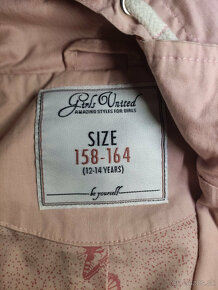 Girls United
AMAZING STYLES FOR GIRLS
SIZE
158-164
(12-14 YEARS)
be yourself